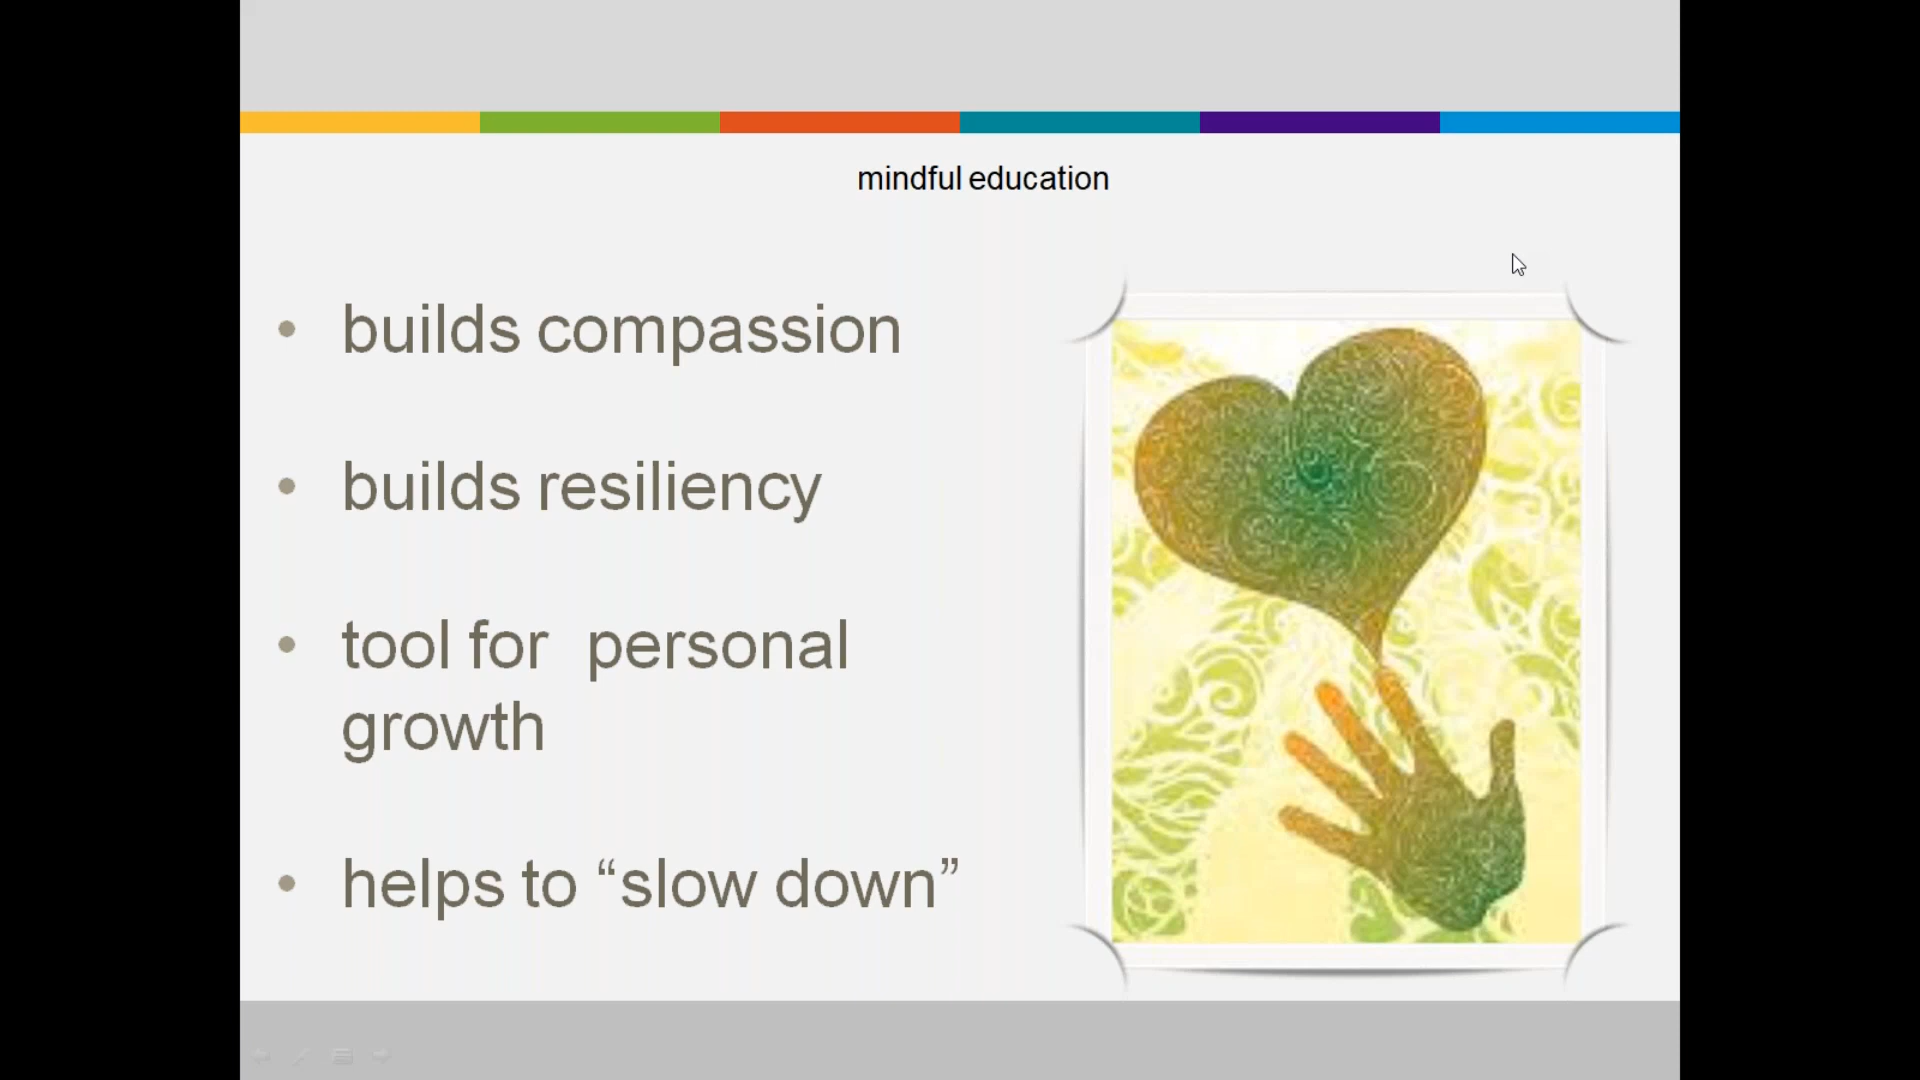 mindful education
• builds compassion
• builds resiliency
• tool for  personal
growth
• helps to “slow down”